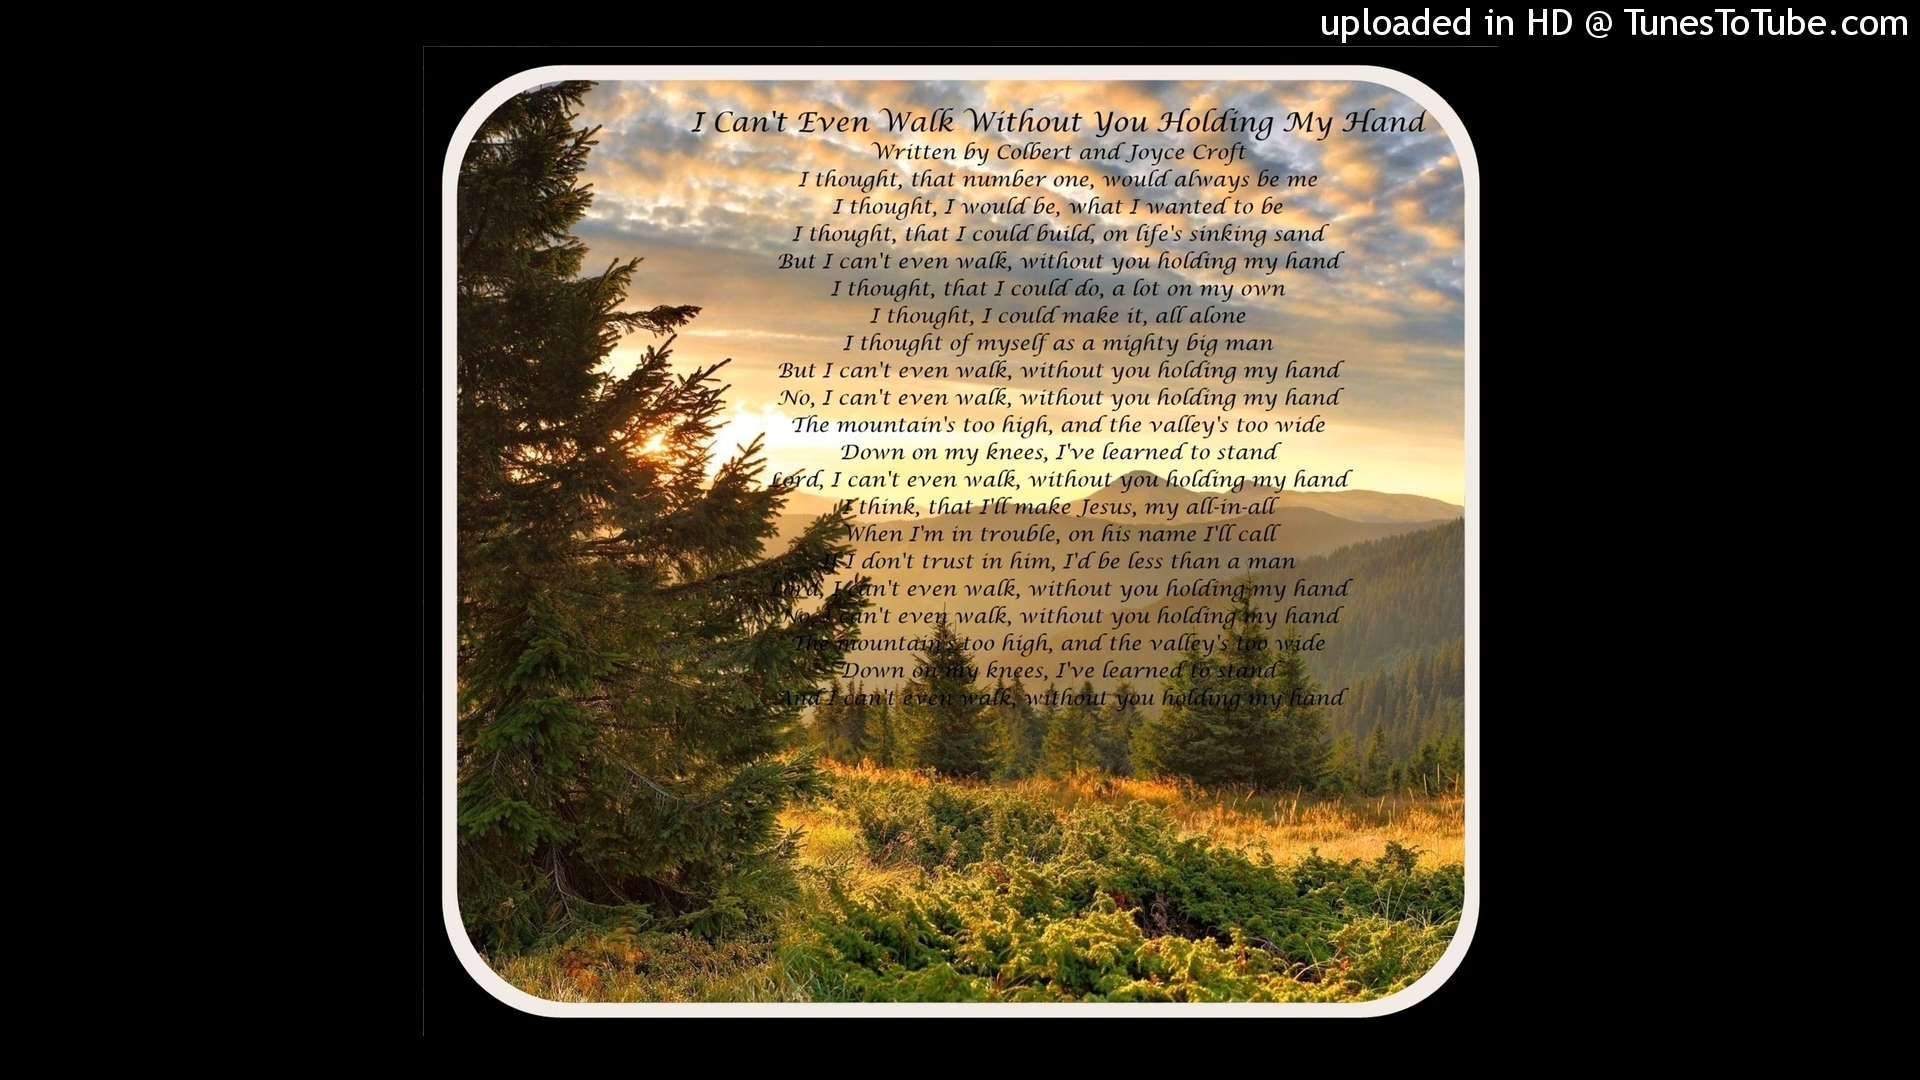 uploaded in HD @ TunesToTube.com
I Can't Even Walk Without You Holding My Hand
Written by Colbert and Joyce Croft
I thought, that number one, would always be me
I thought, I would be, what I wanted to be
I thought, that I could build, on life's sinking sand
But I can't even walk, without you holding my hand
I thought, that I could do, a lot on my own
I thought, I could make it, all alone
I thought of myself as a mighty big man
But I can't even walk, without you holding my hand
No, I can't even walk, without you holding my hand
The mountain's too high, and the valley's too wide
Down on my knees, I've learned to stand
Lord, I can't even walk, without you holding my hand
I think, that I'll make Jesus, my all-in-all
When I'm in trouble, on his name I'll call
If I don't trust in him, I'd be less than a man
Lord, I can't even walk, without you holding my hand
No, I can't even walk, without you holding my hand
The mountain's too high, and the valley's too wide
Down on my knees, I've learned to stand
And I can't even walk, without you holding my hand